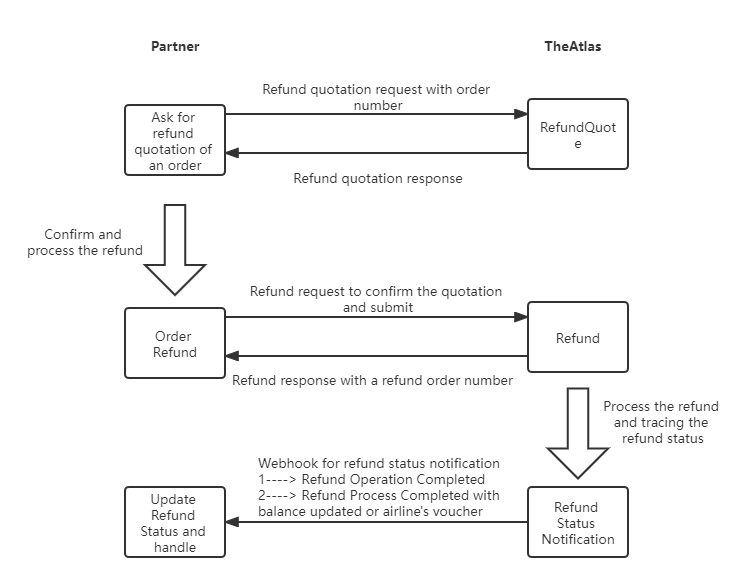 Partner
TheAtlas
Refund quotation request with order
number
Ask for
refund
quotation of
an order
RefundQuot
e
Refund quotation response
Confirm and
process the refund
Refund request to confirm the quotation
and submit
Order
Refund
Refund
Refund response with a refund order number
Process the refund
and tracing the
refund status
Webhook for refund status notification
1----> Refund Operation Completed
2----> Refund Process Completed with
balance updated or airline's voucher
Update
Refund
Status and
handle
Refund
Status
Notification